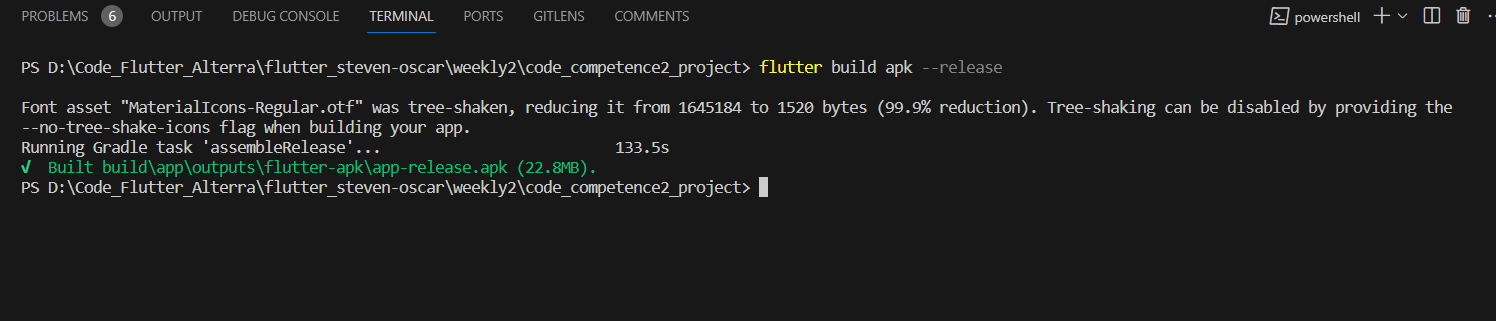 PROBLEMS 6 OUTPUT DEBUG CONSOLE TERMINAL PORTS GITLENS COMMENTS powershell
PS D:\Code_Flutter_Alterra\flutter_steven-oscar\weekly2\code_competence2_project> flutter build apk --release
Font asset "MaterialIcons-Regular.otf" was tree-shaken, reducing it from 1645184 to 1520 bytes (99.9% reduction). Tree-shaking can be disabled by providing the
--no-tree-shake-icons flag when building your app.
Running Gradle task 'assembleRelease'... 133.5s
√ Built build\app\outputs\flutter-apk\app-release.apk (22.8MB).
PS D:\Code_Flutter_Alterra\flutter_steven-oscar\weekly2\code_competence2_project>